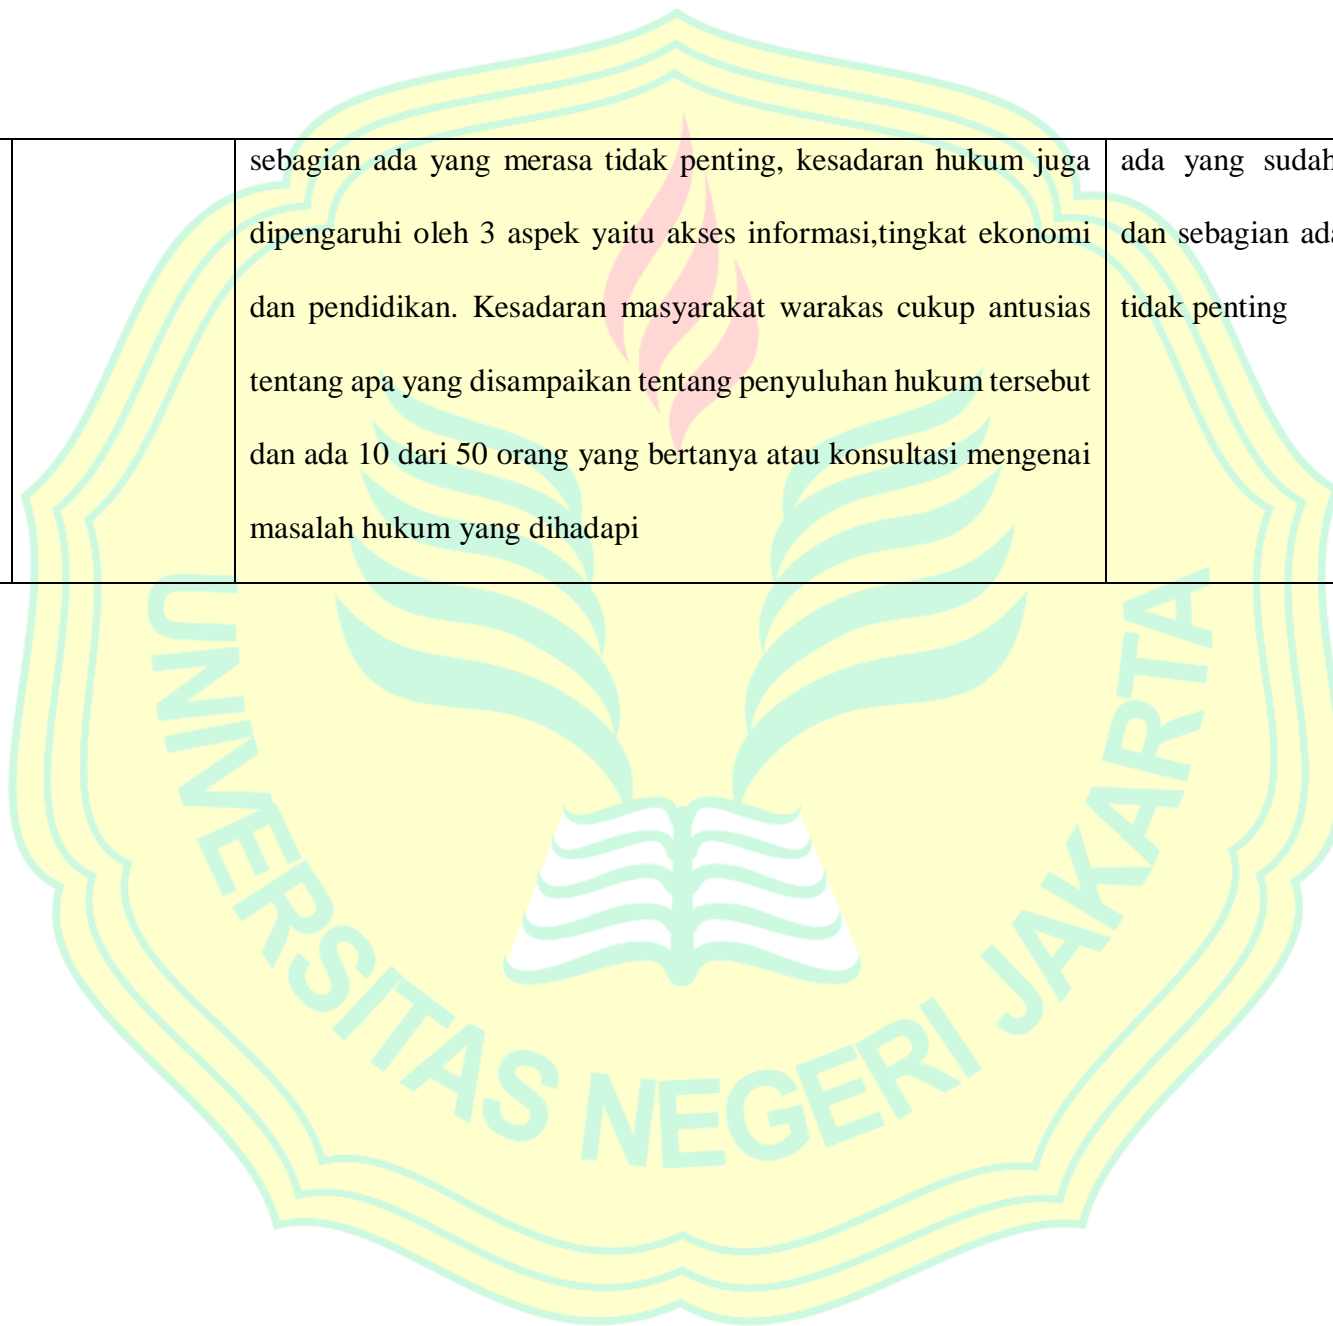 sebagian ada yang merasa tidak penting, kesadaran hukum juga
dipengaruhi oleh 3 aspek yaitu akses informasi,tingkat ekonomi
dan pendidikan. Kesadaran masyarakat warakas cukup antusias
tentang apa yang disampaikan tentang penyuluhan hukum tersebut
dan ada 10 dari 50 orang yang bertanya atau konsultasi mengenai
masalah hukum yang dihadapi
ada yang sudah
dan sebagian ada
tidak penting
UNIVERSITAS NEGERI JAKARTA